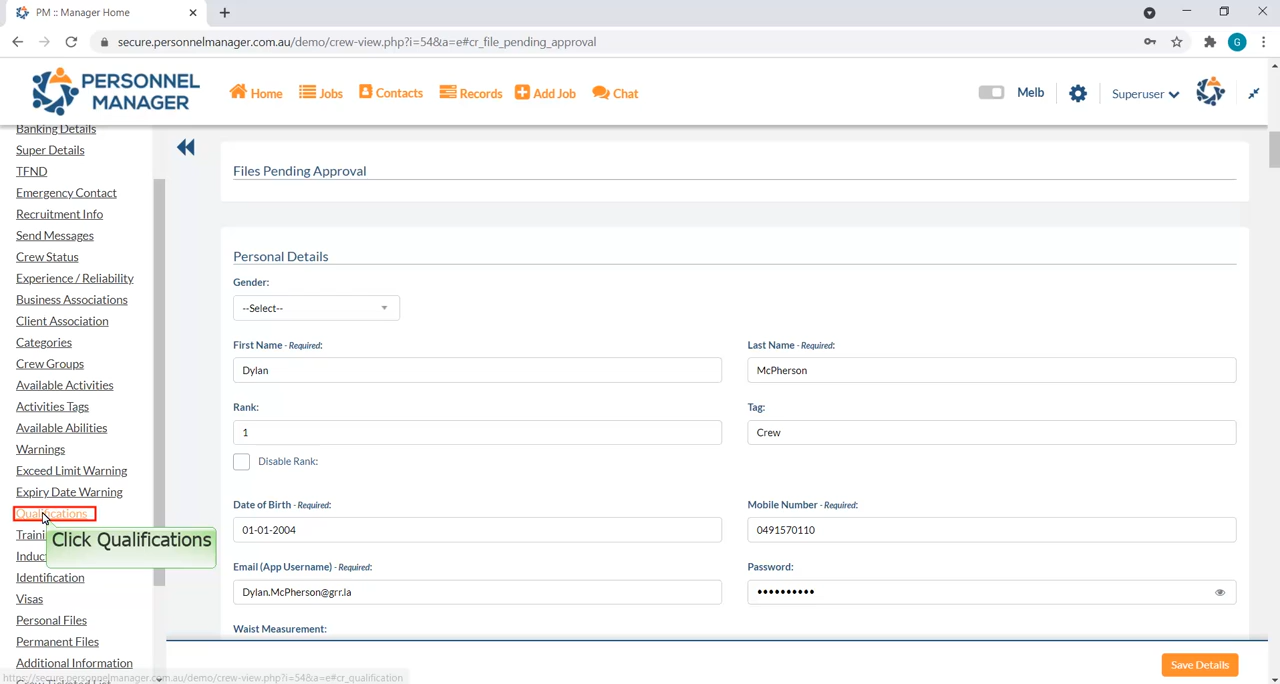 PM :: Manager Home
secure.personnelmanager.com.au/demo/crew-view.php?i=54&a=e#cr_file_pending_approval
G
PERSONNEL MANAGER
Home
Jobs
Contacts
Records
Add Job
Chat
Melb
Superuser
Banking Details
Super Details
TFND
Emergency Contact
Recruitment Info
Send Messages
Crew Status
Experience / Reliability
Business Associations
Client Association
Categories
Crew Groups
Available Activities
Activities Tags
Available Abilities
Warnings
Exceed Limit Warning
Expiry Date Warning
Qualifications
Traini
Click Qualifications
Induc
Identification
Visas
Personal Files
Permanent Files
Additional Information
https://secure.personnelmanager.com.au/demo/crew-view.php?i=54&a=e#cr_qualification
Files Pending Approval
Personal Details
Gender:
--Select--
First Name - Required:
Last Name - Required:
Dylan
McPherson
Rank:
Tag:
1
Crew
Disable Rank:
Date of Birth - Required:
Mobile Number - Required:
01-01-2004
0491570110
Email (App Username) - Required:
Password:
Dylan.McPherson@grr.la
••••••••••
Waist Measurement:
Save Details